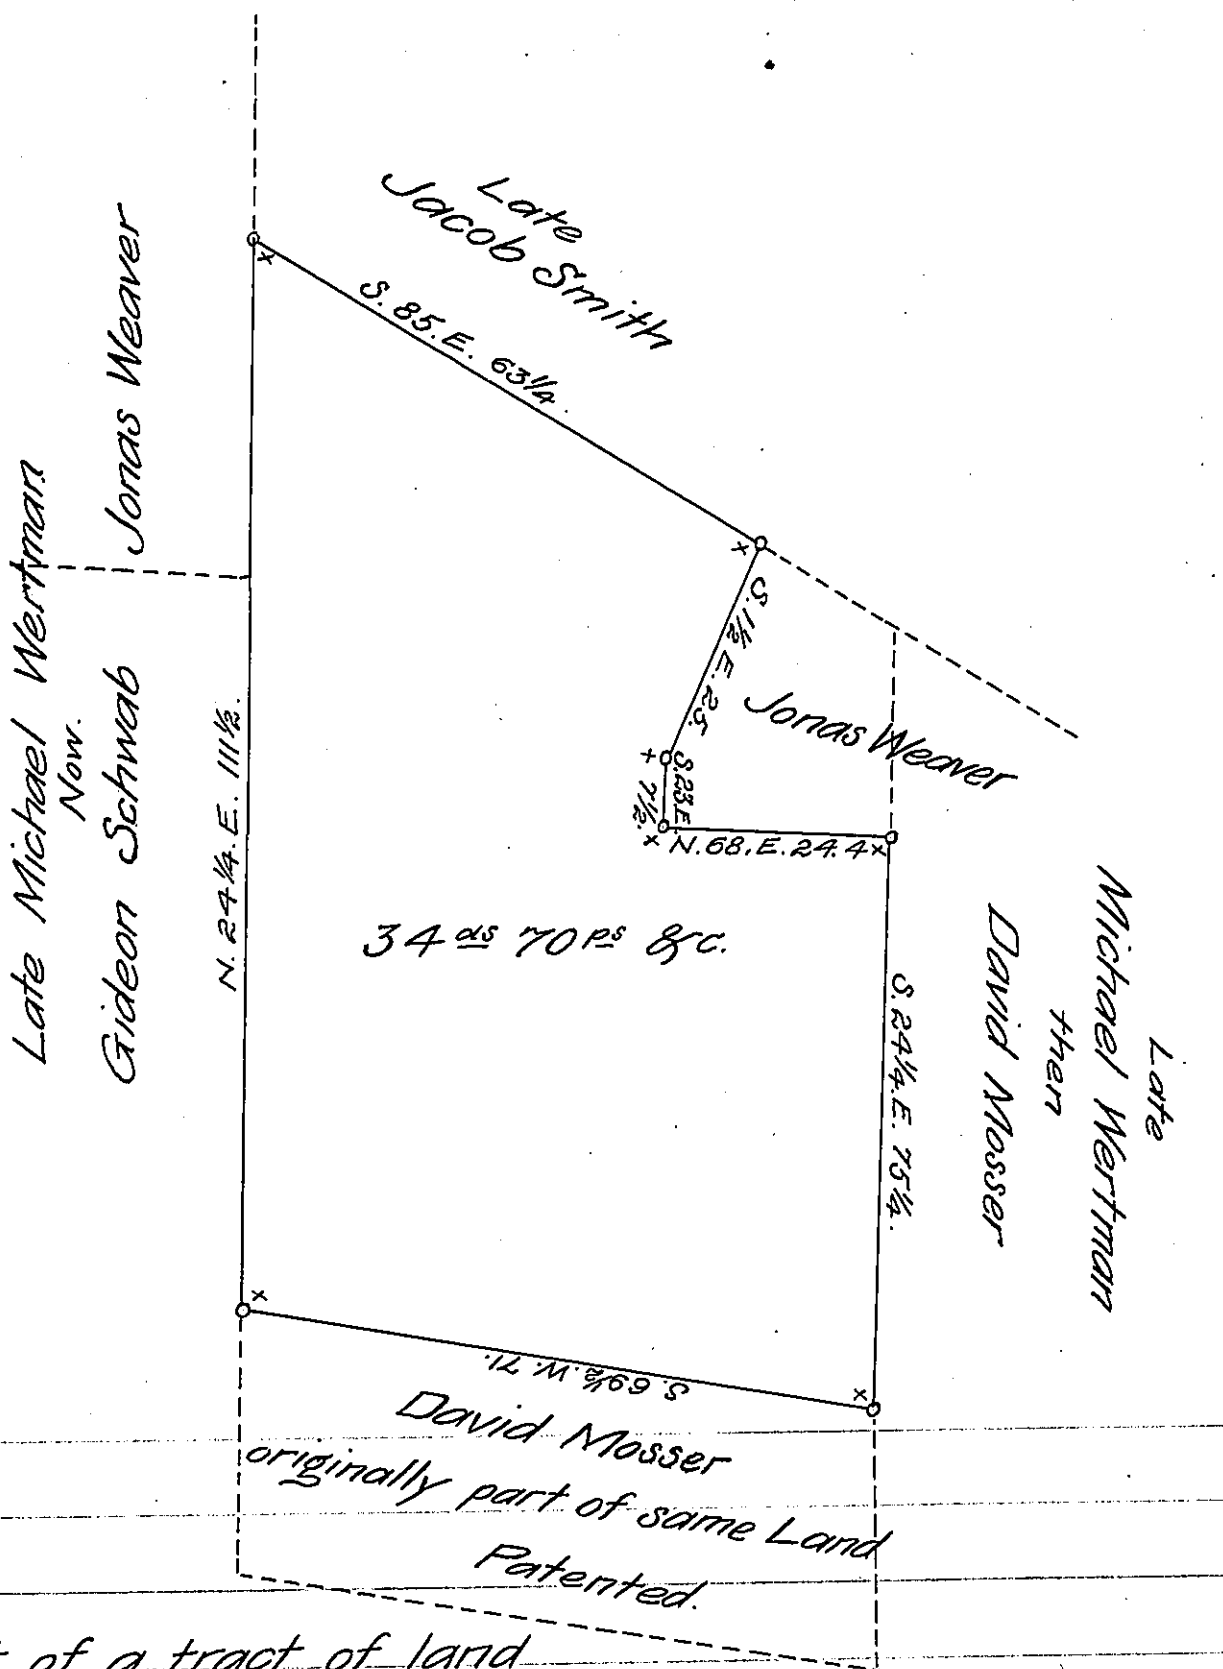 Late
Jacob Smith
S. 85. E. 63¼.
Jonas Weaver
Late Michael Wertman
Now.
Gideon Schwab
N. 24¼. E. 111½.
S. 1½ E. 25.
Jonas Weaver
S. 23. E.
7½.
N. 68. E. 24.4
34 as 70 ps &c.
S. 24¼. E. 75¼.
Late
Michael Wertman
then
David Mosser
S. 69½. W. 71.
David Mosser
originally part of same Land
Patented.
of a tract of land